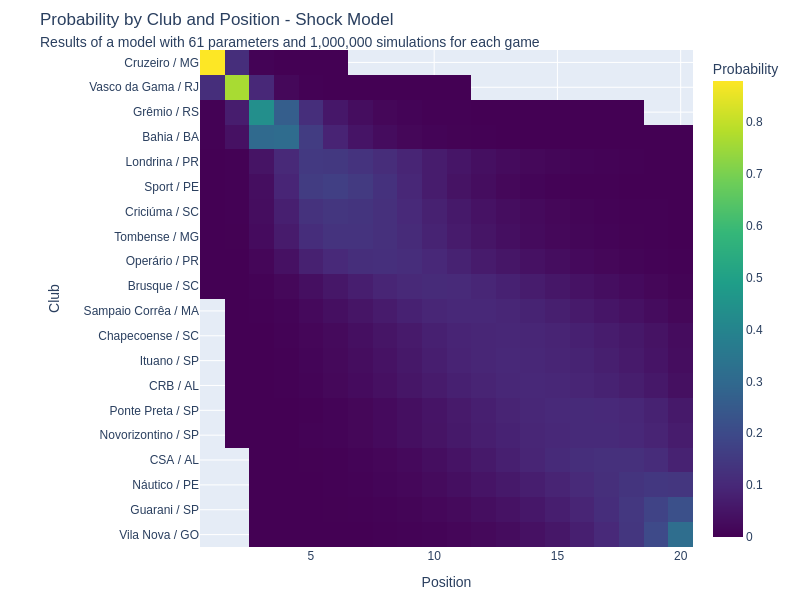 Probability by Club and Position - Shock Model
Results of a model with 61 parameters and 1,000,000 simulations for each game
Probability
Cruzeiro / MG
Vasco da Gama / RJ
Grêmio / RS
Bahia / BA
Londrina / PR
Sport / PE
Criciúma / SC
Tombense / MG
Operário / PR
Brusque / SC
Sampaio Corrêa / MA
Chapecoense / SC
Ituano / SP
CRB / AL
Ponte Preta / SP
Novorizontino / SP
CSA / AL
Náutico / PE
Guarani / SP
Vila Nova / GO
Club
5
10
15
20
Position
0.8
0.7
0.6
0.5
0.4
0.3
0.2
0.1
0